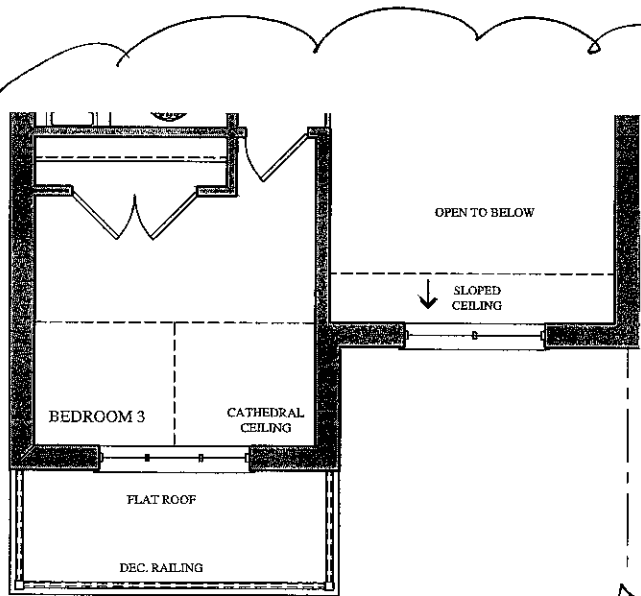 OPEN TO BELOW
SLOPED
CEILING
BEDROOM 3
CATHEDRAL
CEILING
FLAT ROOF
DEC. RAILING